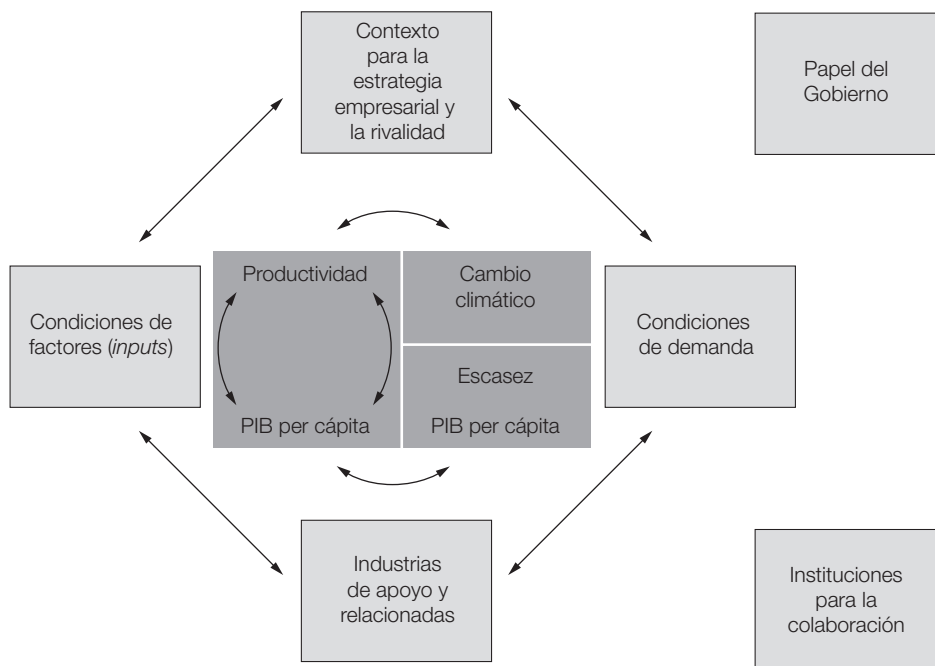 Contexto
para la
estrategia
empresarial y
la rivalidad
Papel del
Gobierno
Condiciones de
factores (inputs)
Productividad
PIB per cápita
Cambio
climático
Escasez
PIB per cápita
Condiciones
de demanda
Industrias
de apoyo y
relacionadas
Instituciones
para la
colaboración